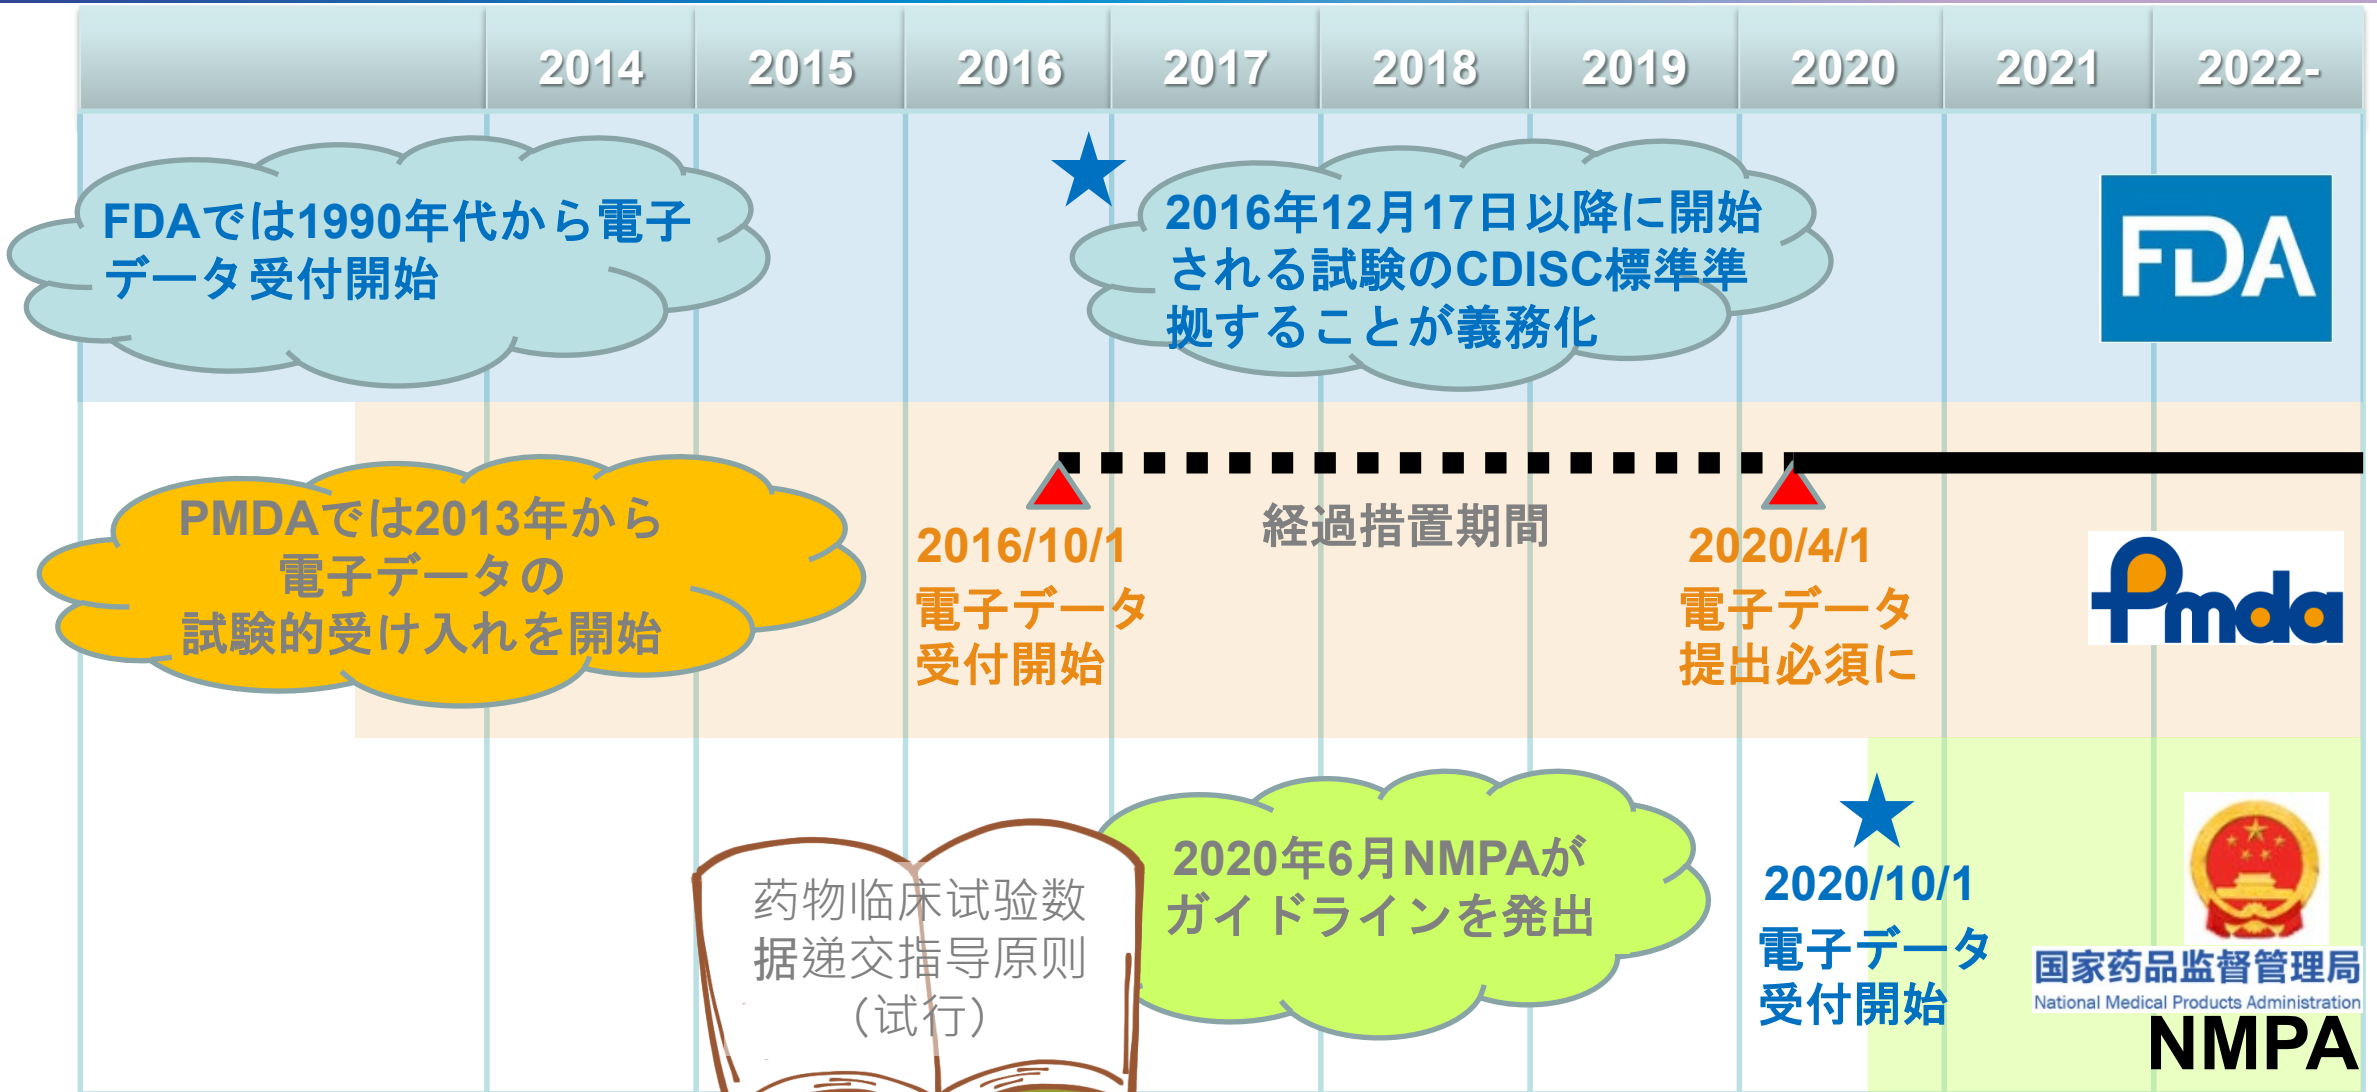 2014 2015 2016 2017 2018 2019 2020 2021 2022-
FDAでは1990年代から電子
データ受付開始
2016年12月17日以降に開始
される試験のCDISC標準準
拠することが義務化
FDA
PMDAでは2013年から
電子データの
試験的受け入れを開始
2016/10/1
電子データ
受付開始
経過措置期間
2020/4/1
電子データ
提出必須に
Pmda
药物临床试验数
据递交指导原则
（试行）
2020年6月NMPAが
ガイドラインを発出
2020/10/1
電子データ
受付開始
国家药品监督管理局
National Medical Products Administration
NMPA